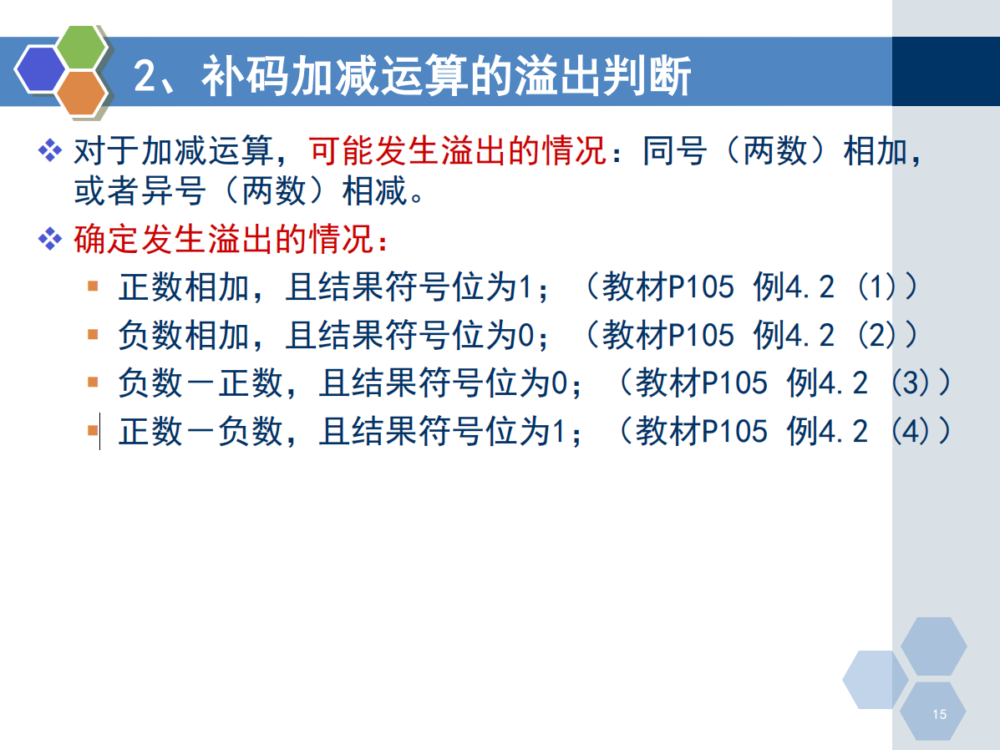 2、补码加减运算的溢出判断
对于加减运算，可能发生溢出的情况：同号（两数）相加，
或者异号（两数）相减。
确定发生溢出的情况：
正数相加，且结果符号位为1；（教材P105 例4.2 (1)）
负数相加，且结果符号位为0；（教材P105 例4.2 (2)）
负数－正数，且结果符号位为0；（教材P105 例4.2 (3)）
正数－负数，且结果符号位为1；（教材P105 例4.2 (4)）
15